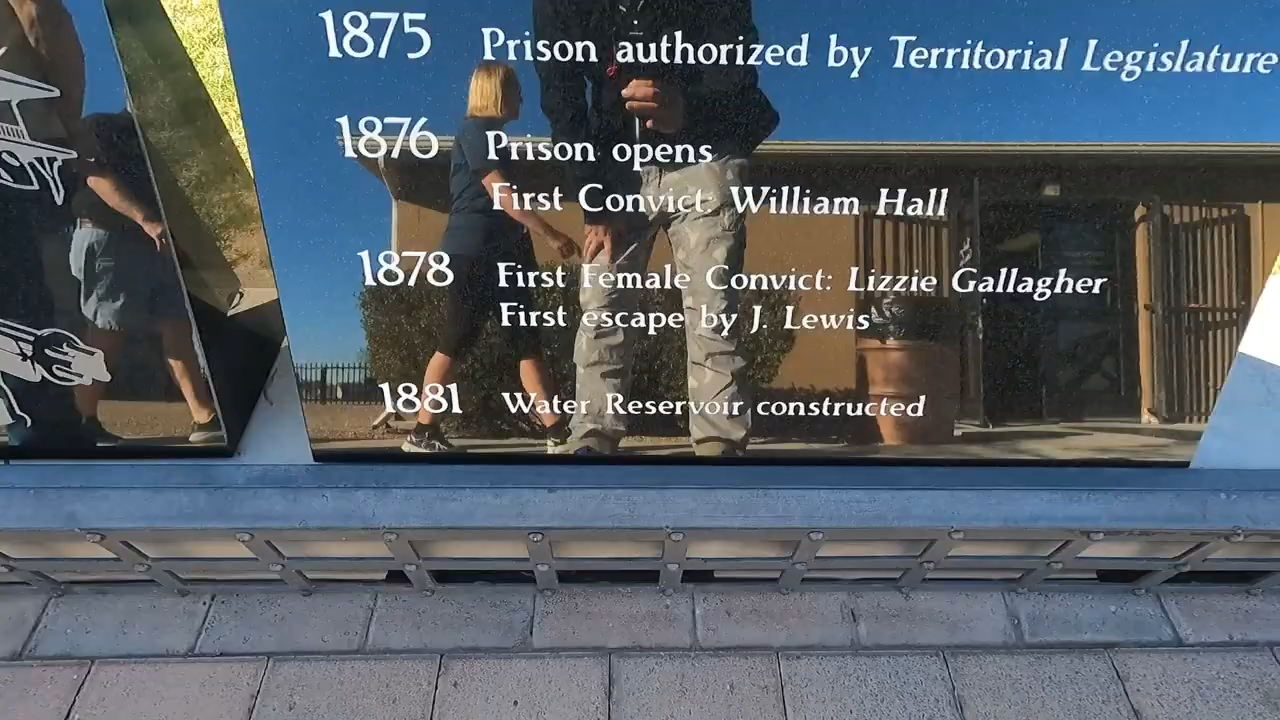 1875 Prison authorized by Territorial Legislature
1876 Prison opens
First Convict: William Hall
1878 First Female Convict: Lizzie Gallagher
First escape by J. Lewis
1881 Water Reservoir constructed